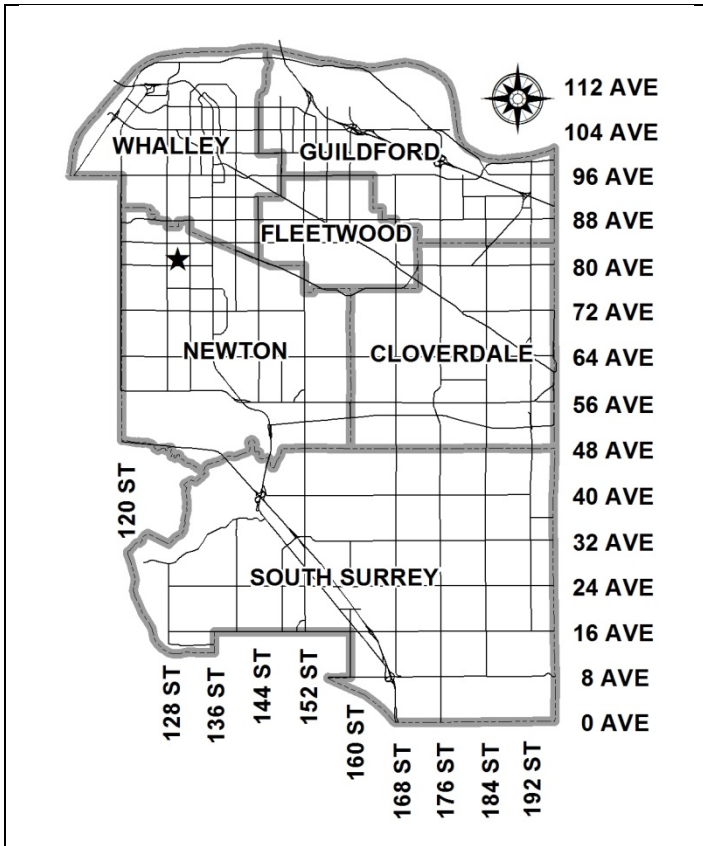 112 AVE
104 AVE
WHALLEY
GUILDFORD
96 AVE
88 AVE
FLEETWOOD
80 AVE
72 AVE
NEWTON
CLOVERDALE
64 AVE
56 AVE
48 AVE
120 ST
40 AVE
32 AVE
SOUTH SURREY
24 AVE
16 AVE
128 ST
136 ST
144 ST
152 ST
8 AVE
160 ST
0 AVE
168 ST
176 ST
184 ST
192 ST